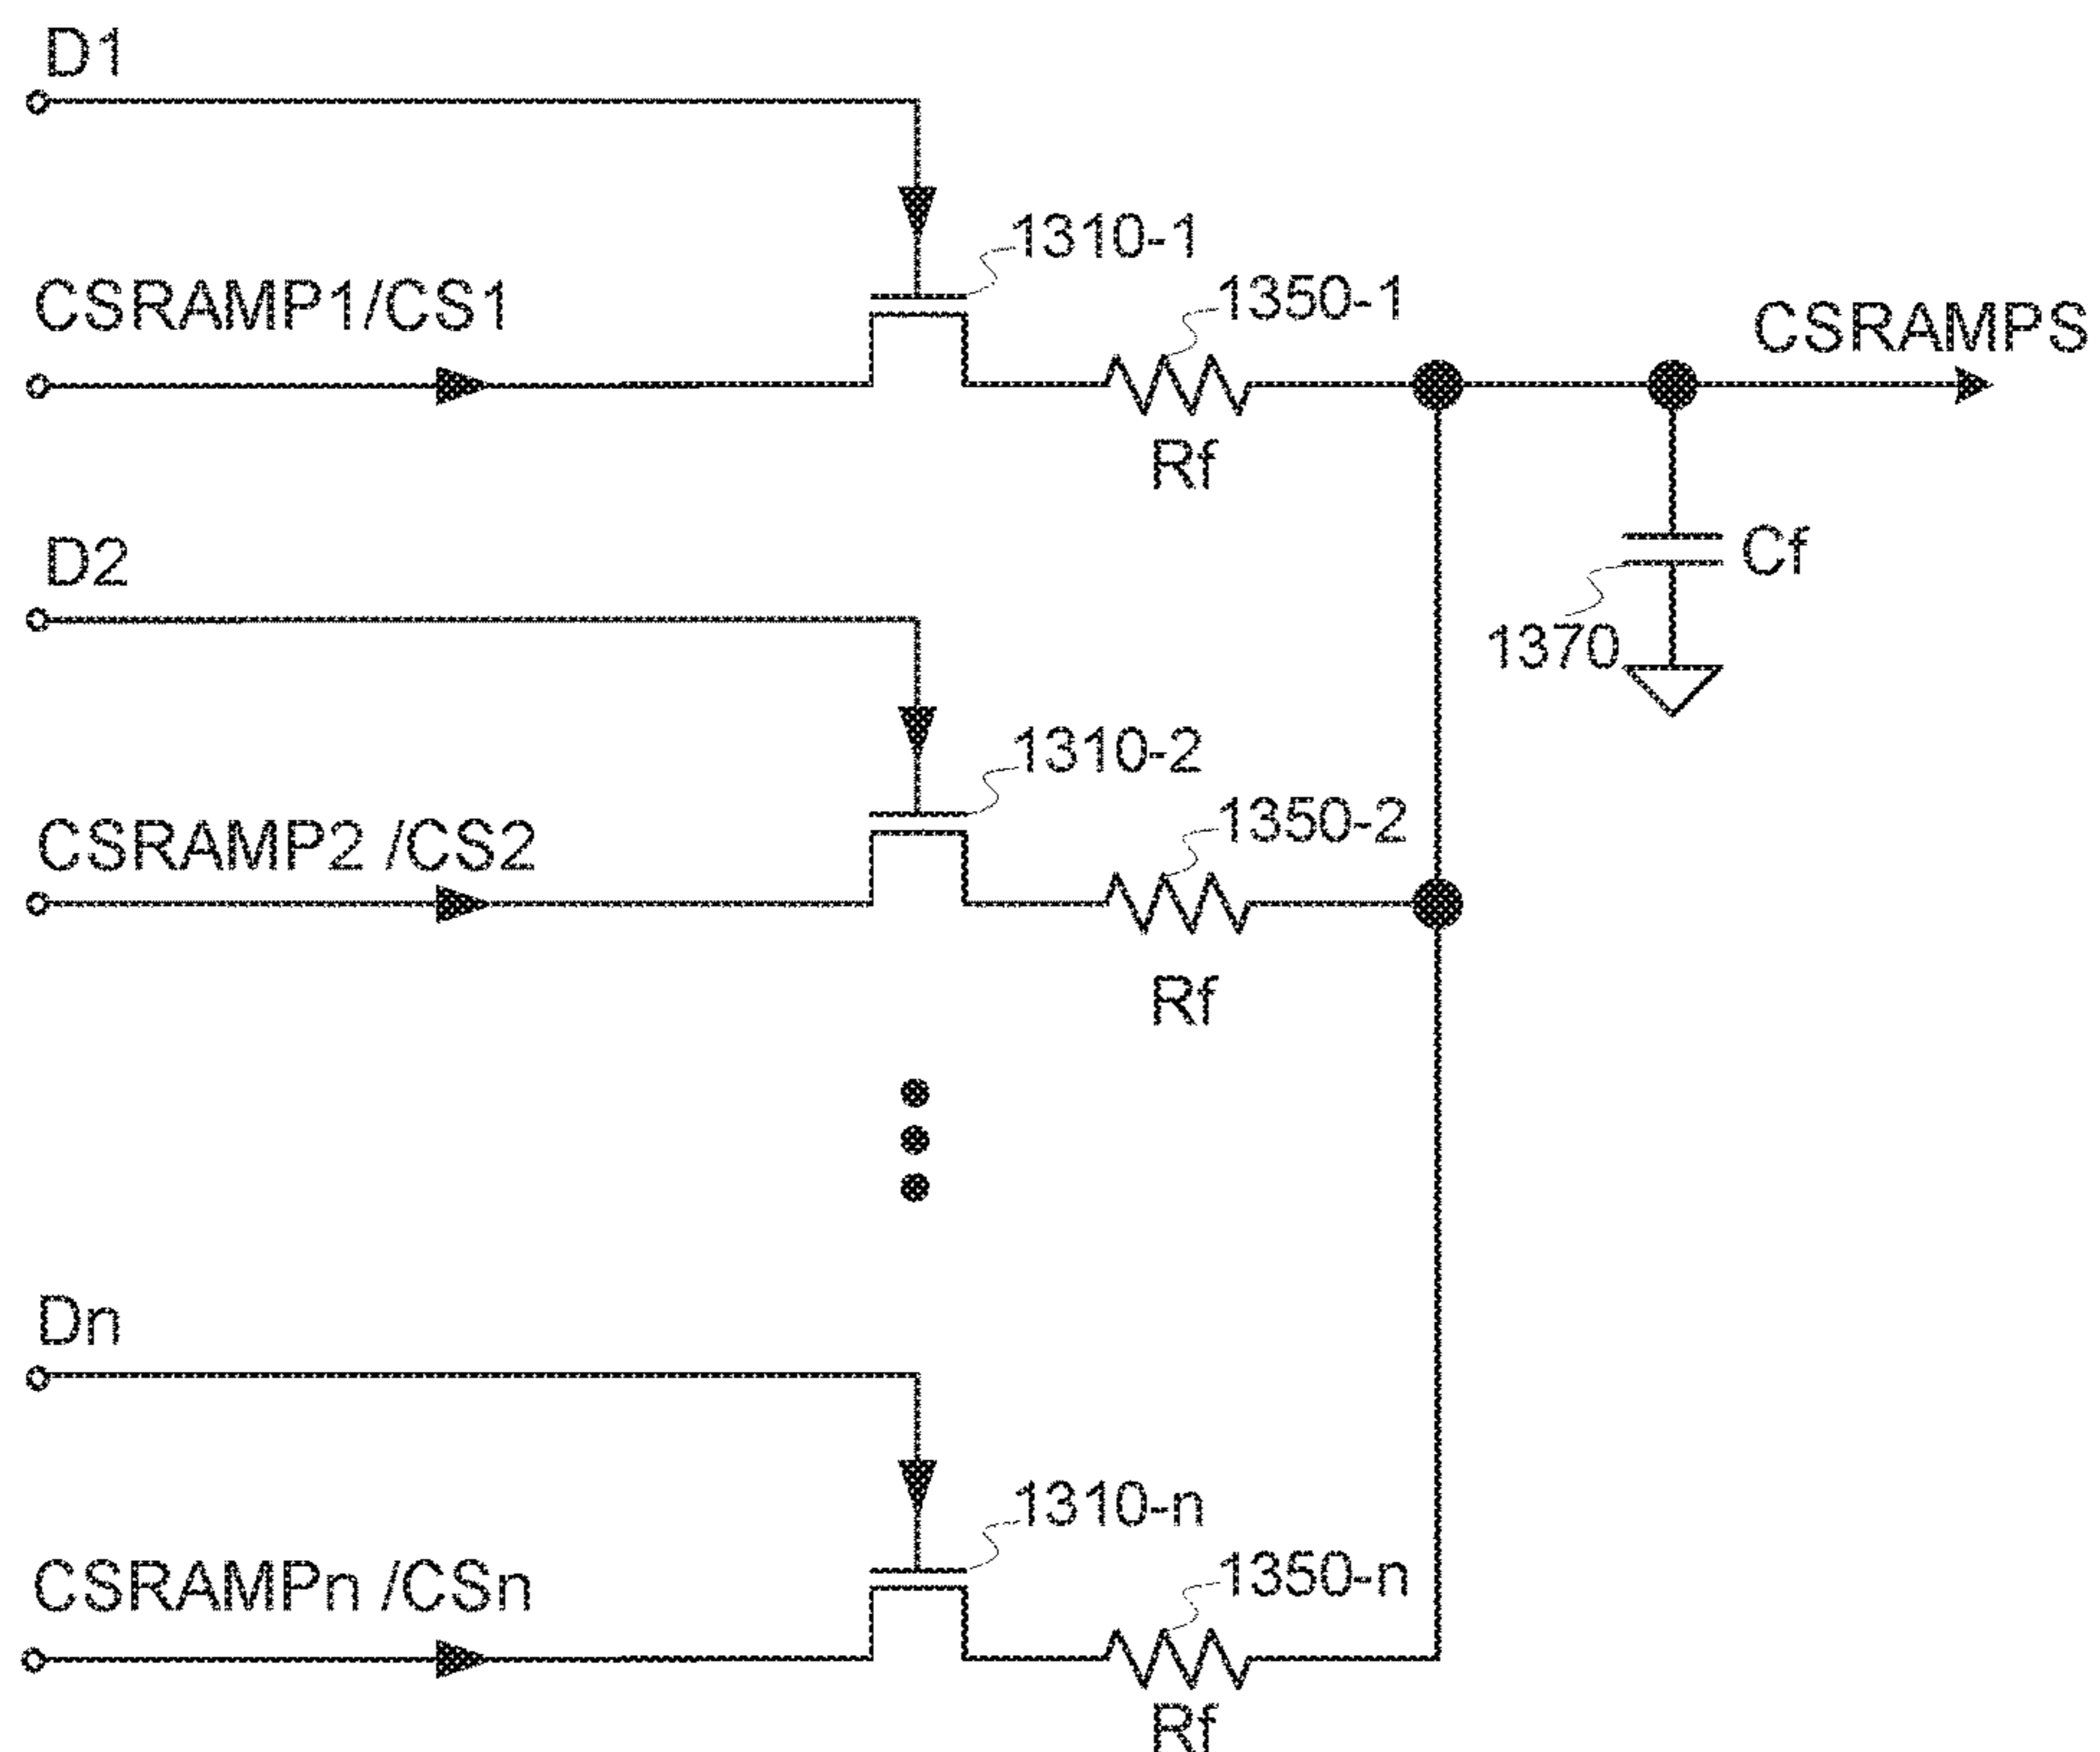 D1
1310-1
CSRAMP1/CS1
1350-1
CSRAMPS
Rf
D2
Cf
1370
1310-2
CSRAMP2 /CS2
1350-2
Rf
Dn
1310-n
CSRAMPn /CSn
1350-n
Rf